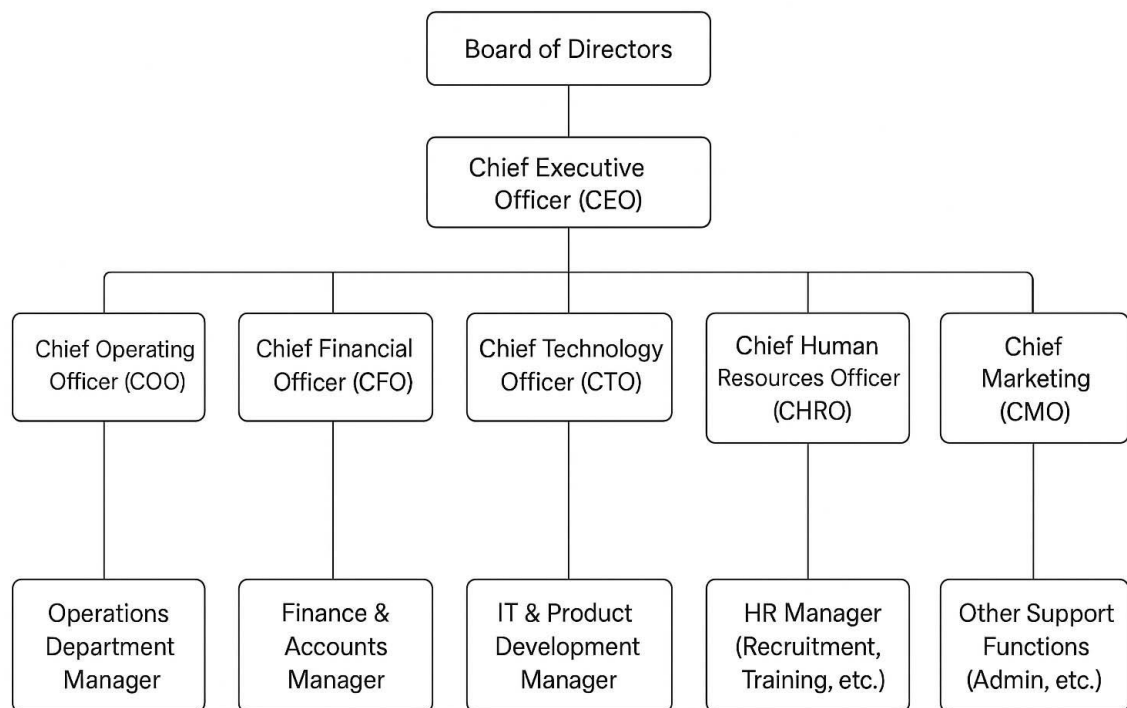 Board of Directors
Chief Executive
Officer (CEO)
Chief Operating
Officer (COO)
Chief Financial
Officer (CFO)
Chief Technology
Officer (CTO)
Chief Human
Resources Officer
(CHRO)
Chief
Marketing
(CMO)
Operations
Department
Manager
Finance &
Accounts
Manager
IT & Product
Development
Manager
HR Manager
(Recruitment,
Training, etc.)
Other Support
Functions
(Admin, etc.)